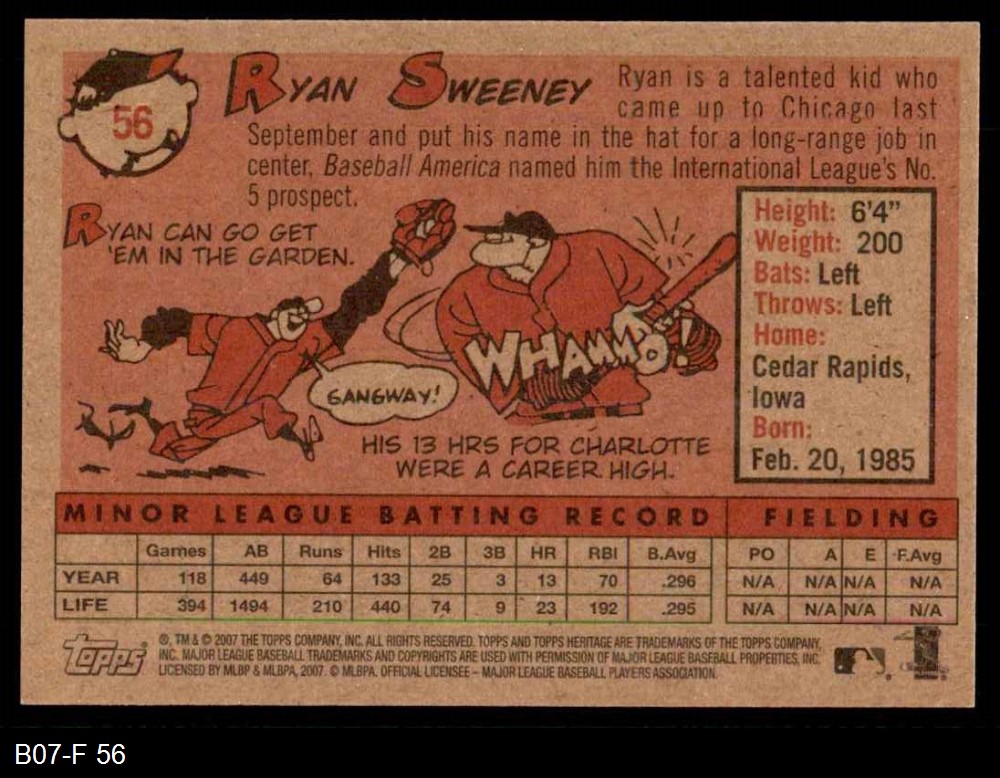 56
RYAN SWEENEY
Ryan is a talented kid who
came up to Chicago last
September and put his name in the hat for a long-range job in
center. Baseball America named him the International League's No.
5 prospect.
RYAN CAN GO GET
'EM IN THE GARDEN.
GANGWAY!
WHAMMO!
HIS 13 HRS FOR CHARLOTTE
WERE A CAREER HIGH.
Height: 6'4"
Weight: 200
Bats: Left
Throws: Left
Home:
Cedar Rapids,
Iowa
Born:
Feb. 20, 1985
MINOR LEAGUE BATTING RECORD FIELDING
Games AB Runs Hits 2B 3B HR RBI B.Avg PO A E F.Avg
YEAR 118 449 64 133 25 3 13 70 .296 N/A N/A N/A N/A
LIFE 394 1494 210 440 74 9 23 192 .295 N/A N/A N/A N/A
Topps
®, TM & © 2007 THE TOPPS COMPANY, INC. ALL RIGHTS RESERVED. TOPPS AND TOPPS HERITAGE ARE TRADEMARKS OF THE TOPPS COMPANY,
INC. MAJOR LEAGUE BASEBALL TRADEMARKS AND COPYRIGHTS ARE USED WITH PERMISSION OF MAJOR LEAGUE BASEBALL PROPERTIES, INC.
LICENSED BY MLBP & MLBPA, 2007. © MLBPA. OFFICIAL LICENSEE – MAJOR LEAGUE BASEBALL PLAYERS ASSOCIATION.
B07-F 56